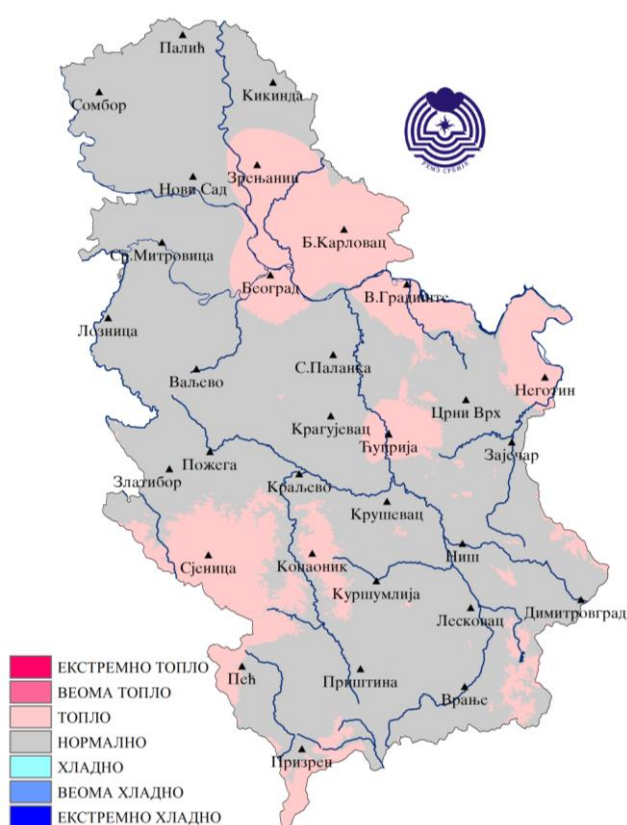 Палић
Сомбор
Кикинда
Зрењанин
Нови Сад
Б.Карловац
Ср.Митровица
Београд
В.Градиште
Лозница
С.Паланка
Ваљево
Неготин
Црни Врх
Крагујевац
Ћуприја
Зајечар
Пожега
Златибор
Краљево
Крушевац
Ниш
Сјеница
Копаоник
Куршумлија
Димитровград
Лесковац
Пећ
Приштина
Врање
Призрен
РХМЗ СРБИЈЕ
ЕКСТРЕМНО ТОПЛО
ВЕОМА ТОПЛО
ТОПЛО
НОРМАЛНО
ХЛАДНО
ВЕОМА ХЛАДНО
ЕКСТРЕМНО ХЛАДНО